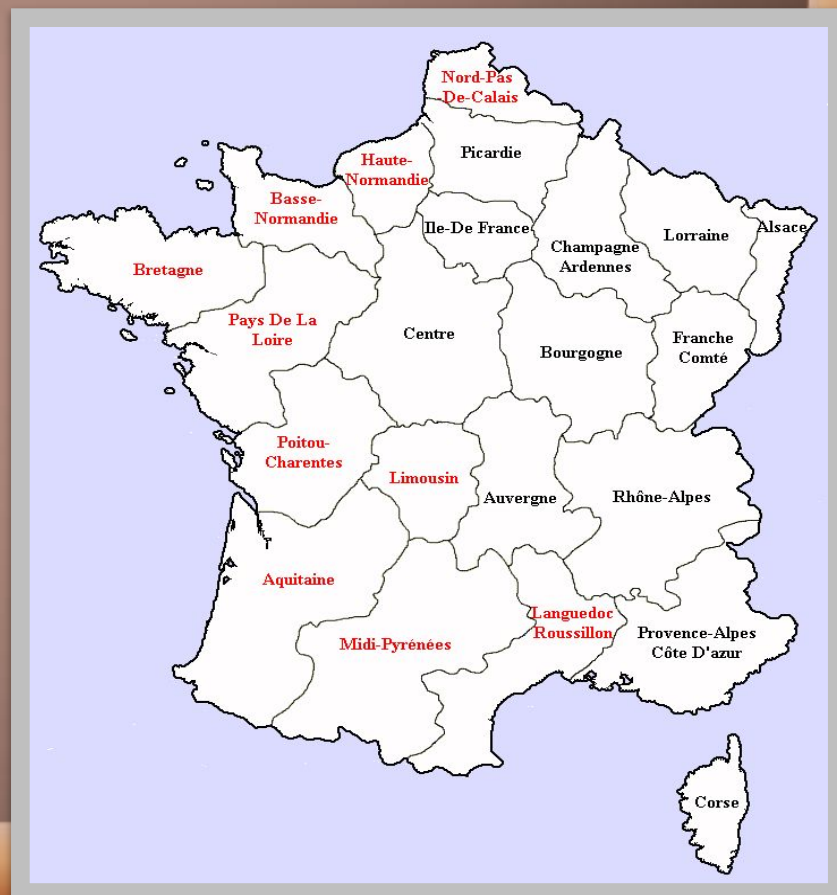 Nord-Pas
-De-Calais
Picardie
Haute-
Normandie
Basse-
Normandie
Ile-De France
Champagne
Ardennes
Lorraine
Alsace
Bretagne
Pays De La
Loire
Centre
Bourgogne
Franche
Comté
Poitou-
Charentes
Limousin
Auvergne
Rhône-Alpes
Aquitaine
Midi-Pyrénées
Languedoc
Roussillon
Provence-Alpes
Côte D'azur
Corse